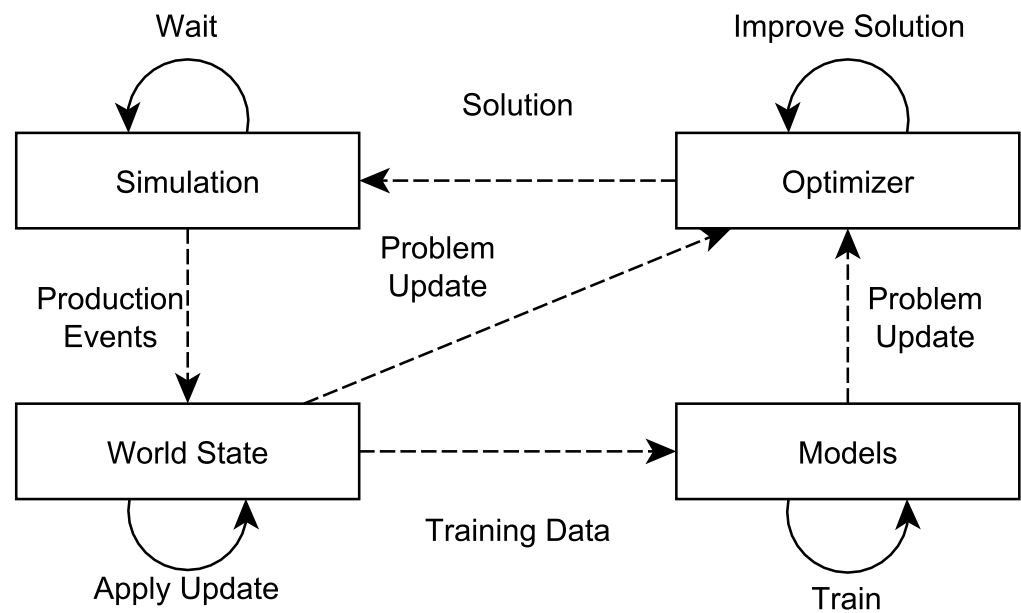 Wait
Improve Solution
Solution
Simulation
Optimizer
Problem
Update
Production
Events
Problem
Update
World State
Models
Training Data
Apply Update
Train